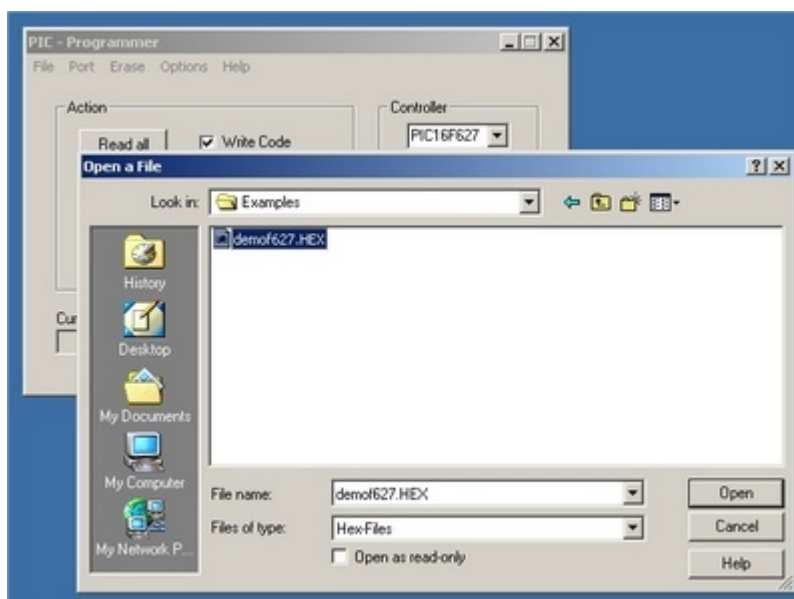 PIC - Programmer
File Port Erase Options Help
Action
Controller
Read all
Write Code
PIC16F627
Open a File
Look in:
Examples
demof627.HEX
History
Desktop
My Documents
My Computer
My Network P...
Cur
File name:
demof627.HEX
Open
Files of type:
Hex-Files
Cancel
Open as read-only
Help